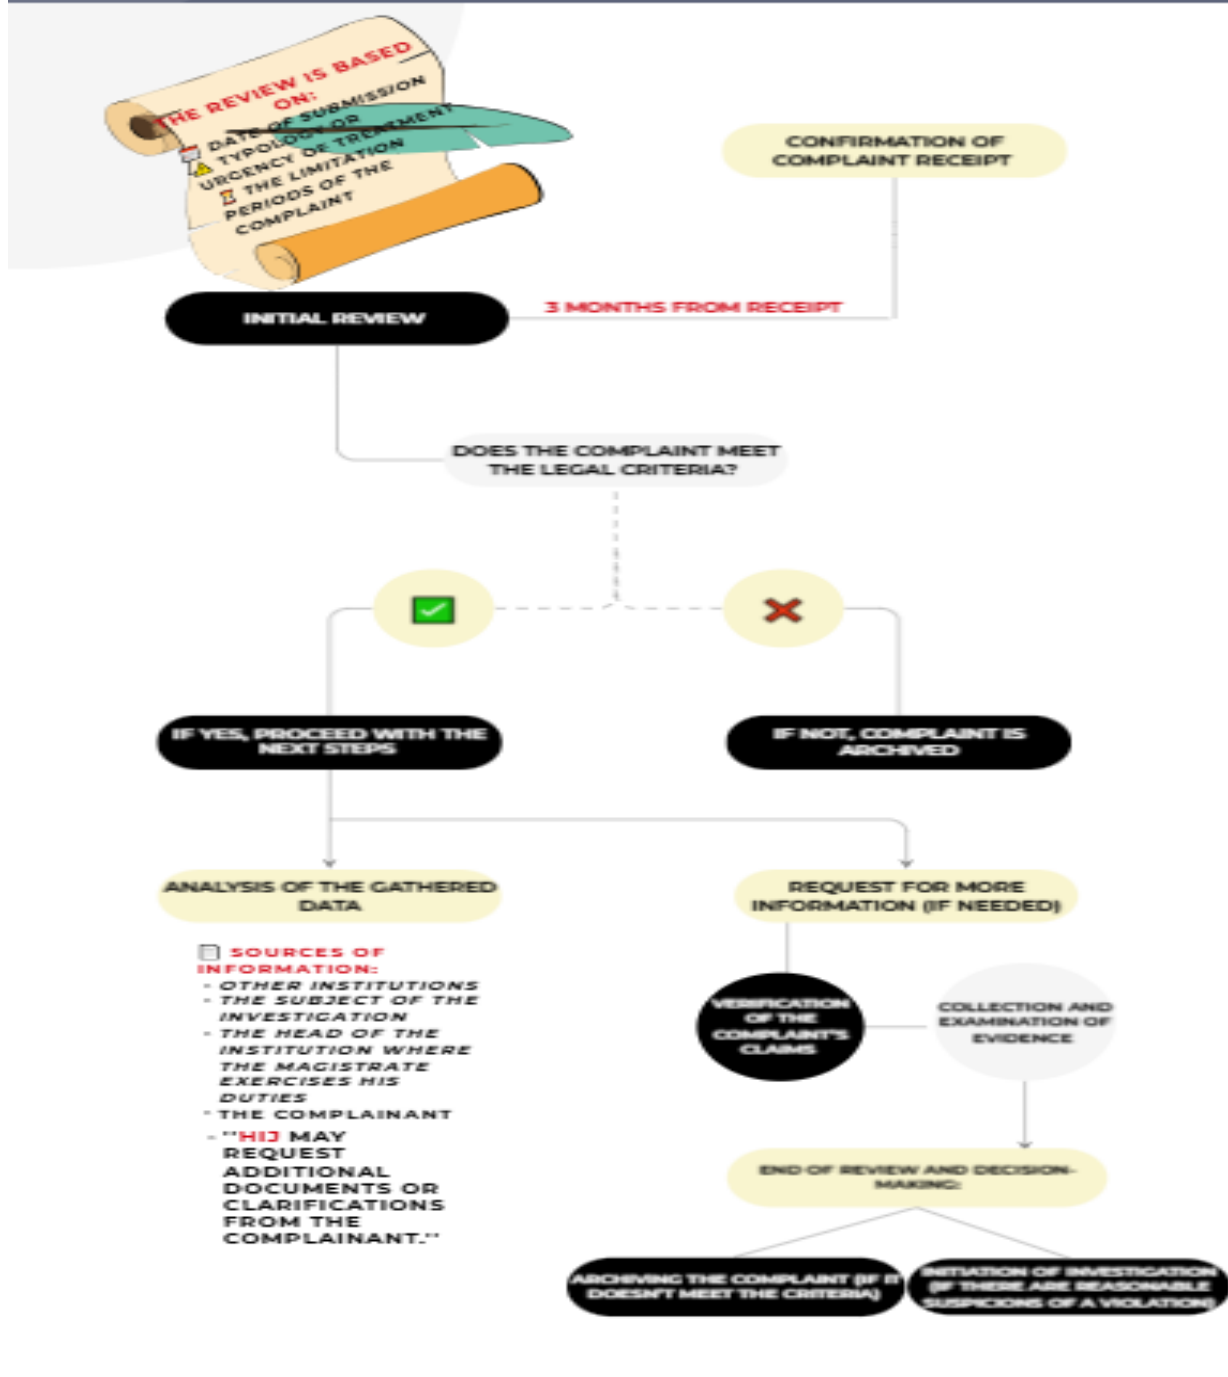 THE REVIEW IS BASED
ON:
DATE OF SUBMISSION
TYPOLOGY OR
URGENCY OF TREATMENT
THE LIMITATION
PERIODS OF THE
COMPLAINT
CONFIRMATION OF
COMPLAINT RECEIPT
INITIAL REVIEW
3 MONTHS FROM RECEIPT
DOES THE COMPLAINT MEET
THE LEGAL CRITERIA?
IF YES, PROCEED WITH THE
NEXT STEPS
IF NOT, COMPLAINT IS
ARCHIVED
ANALYSIS OF THE GATHERED
DATA
REQUEST FOR MORE
INFORMATION (IF NEEDED)
SOURCES OF
INFORMATION:
- OTHER INSTITUTIONS
- THE SUBJECT OF THE
INVESTIGATION
- THE HEAD OF THE
INSTITUTION WHERE
THE MAGISTRATE
EXERCISES HIS
DUTIES
- THE COMPLAINANT
- "HIJ MAY
REQUEST
ADDITIONAL
DOCUMENTS OR
CLARIFICATIONS
FROM THE
COMPLAINANT."
VERIFICATION
OF THE
COMPLAINT'S
CLAIMS
COLLECTION AND
EXAMINATION OF
EVIDENCE
END OF REVIEW AND DECISION-
MAKING:
ARCHIVING THE COMPLAINT (IF IT
DOESN'T MEET THE CRITERIA)
INITIATION OF INVESTIGATION
(IF THERE ARE REASONABLE
SUSPICIONS OF A VIOLATION)